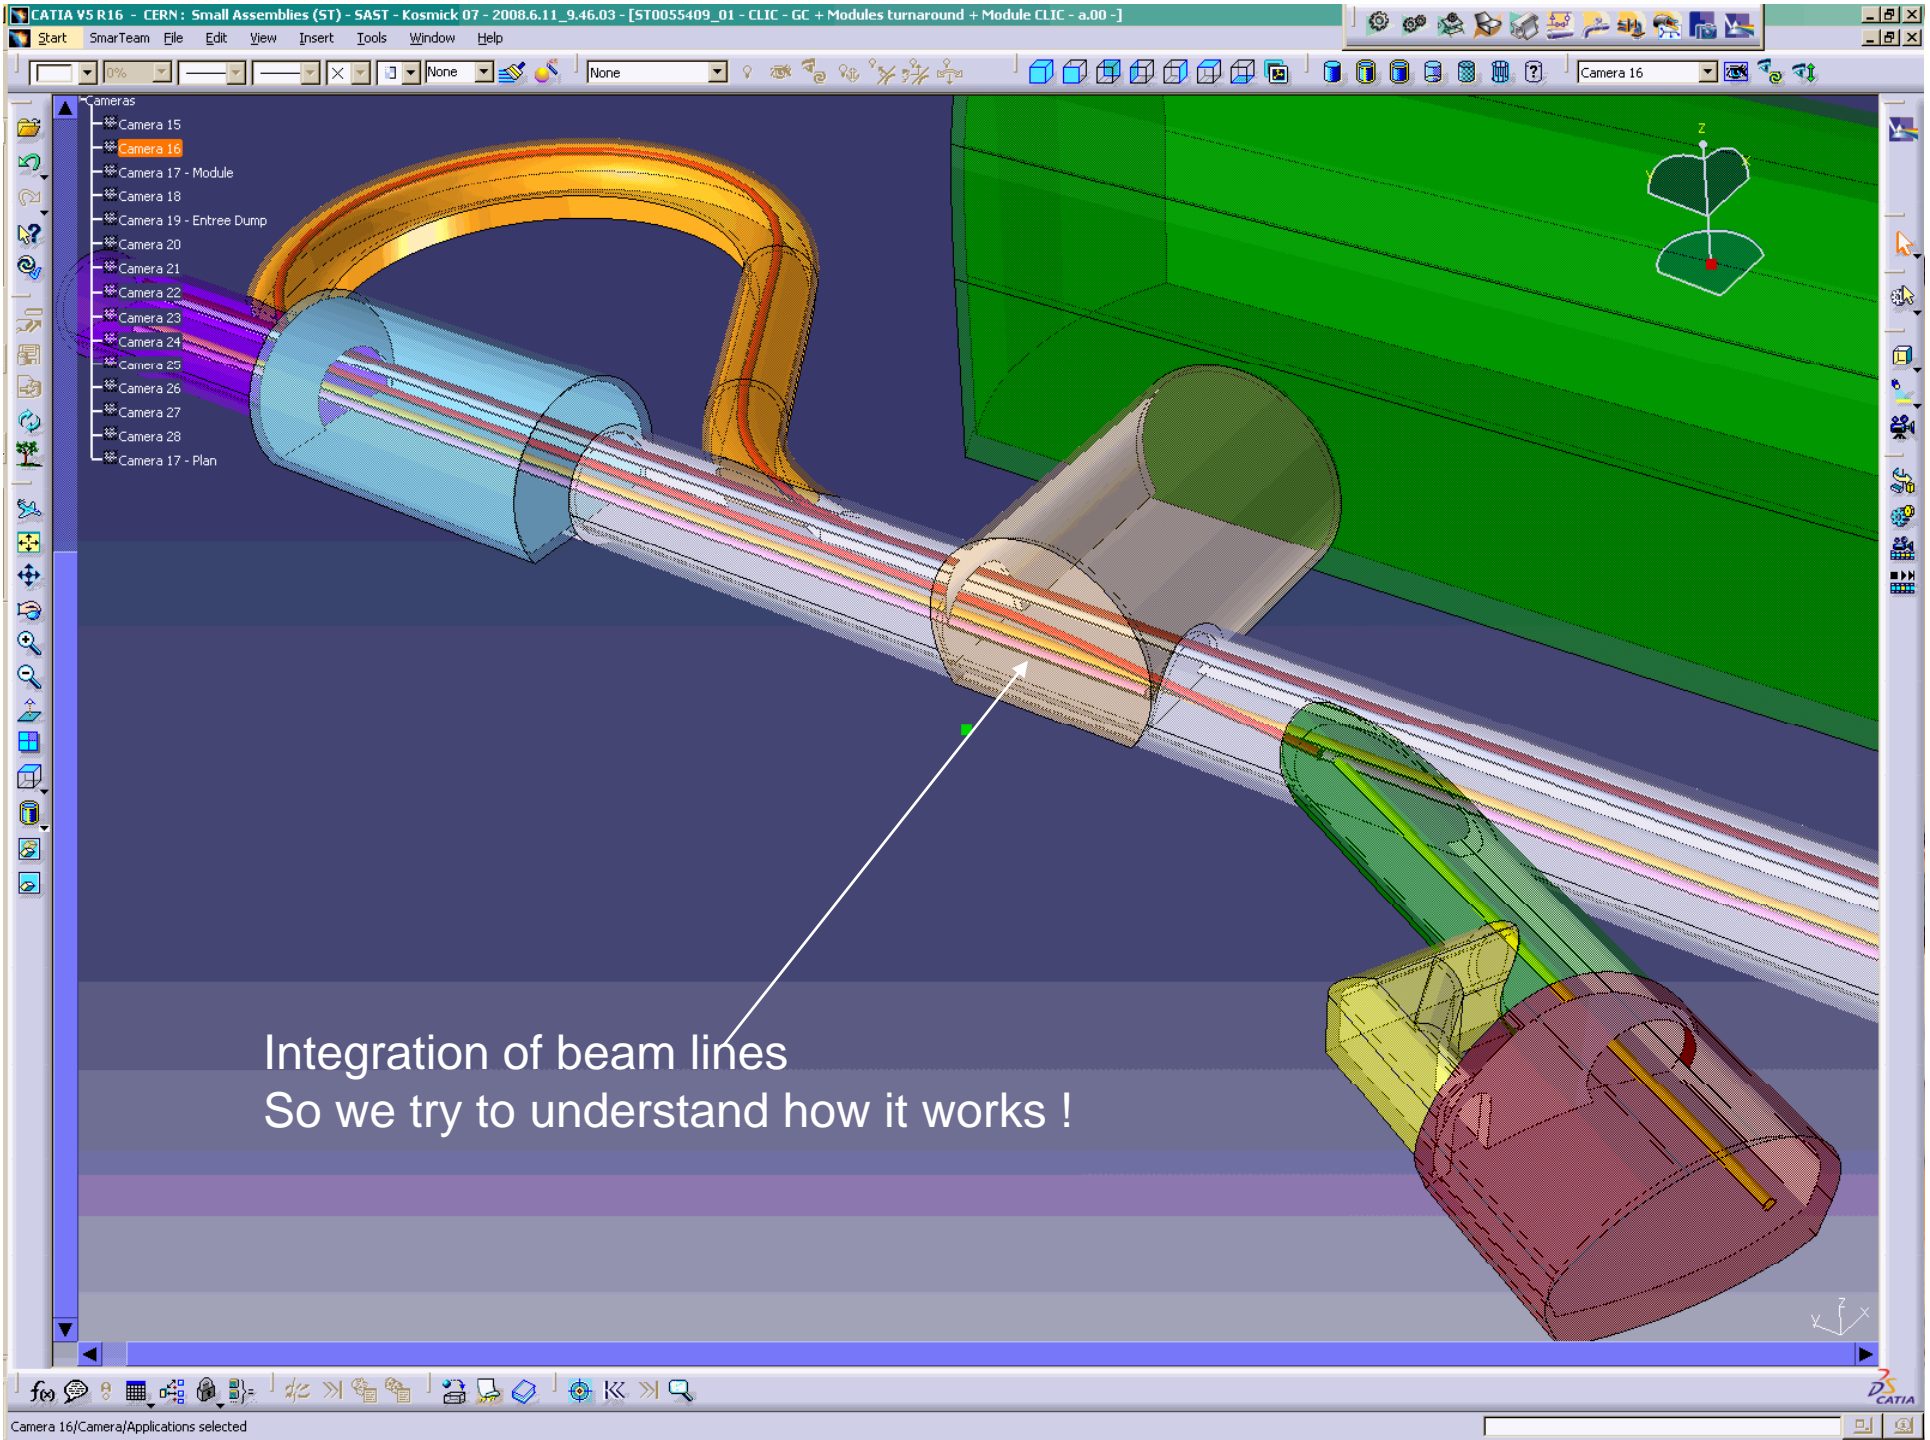 CATIA V5 R16 - CERN : Small Assemblies (ST) - SAST - Kosmick 07 - 2008.6.11_9.46.03 - [ST0055409_01 - CLIC - GC + Modules turnaround + Module CLIC - a.00 -]
Start SmarTeam File Edit View Insert Tools Window Help
0% None None Camera 16
Cameras
Camera 15
Camera 16
Camera 17 - Module
Camera 18
Camera 19 - Entree Dump
Camera 20
Camera 21
Camera 22
Camera 23
Camera 24
Camera 25
Camera 26
Camera 27
Camera 28
Camera 17 - Plan
z
x
y
Integration of beam lines
So we try to understand how it works !
z
y x
f(x)
CATIA
Camera 16/Camera/Applications selected